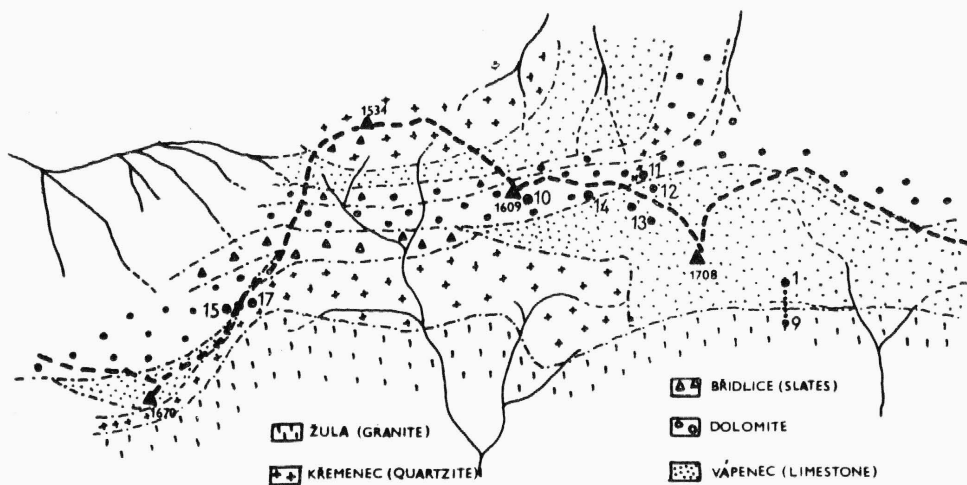 1534
11
12
1609
10
14
13
1708
1
15
17
9
1670
BŘIDLICE (SLATES)
ŽULA (GRANITE)
DOLOMITE
KŘEMENEC (QUARTZITE)
VÁPENEC (LIMESTONE)